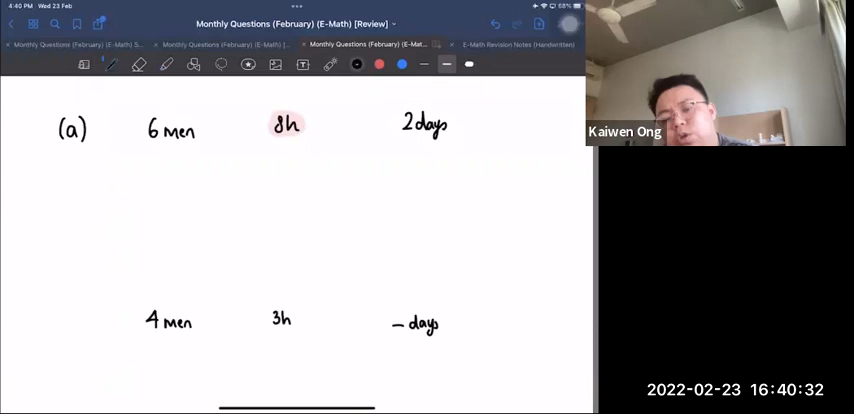 4:40 PM Wed 23 Feb
68%
Monthly Questions (February) (E-Math) [Review]
Monthly Questions (February) (E-Math) S...
Monthly Questions (February) (E-Math) [...
Monthly Questions (February) (E-Mat...
E-Math Revision Notes (Handwritten)
Kaiwen Ong
(a) 6 men 8h 2 days
4 men 3h – days
2022-02-23 16:40:32